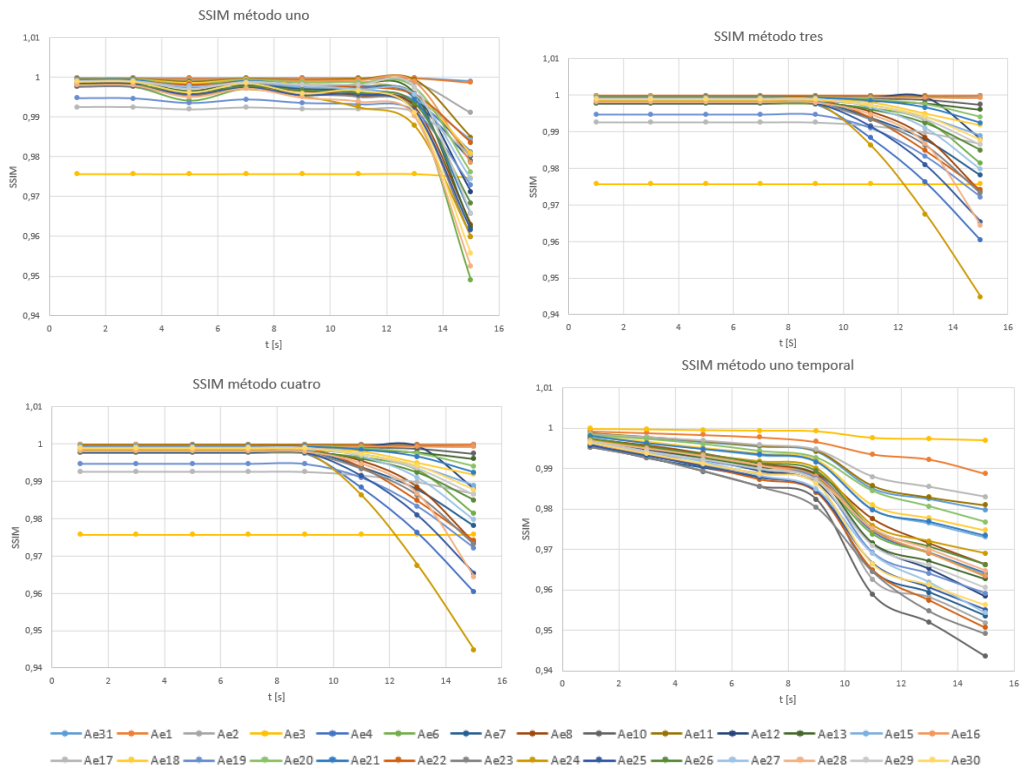 SSIM método uno
1,01
1
0,99
0,98
0,97
0,96
0,95
0,94
SSIM
0 2 4 6 8 10 12 14 16
t [s]
SSIM método tres
1,01
1
0,99
0,98
0,97
0,96
0,95
0,94
SSIM
0 2 4 6 8 10 12 14 16
t [S]
SSIM método cuatro
1,01
1
0,99
0,98
0,97
0,96
0,95
0,94
SSIM
0 2 4 6 8 10 12 14 16
t [s]
SSIM método uno temporal
1,01
1
0,99
0,98
0,97
0,96
0,95
0,94
SSIM
0 2 4 6 8 10 12 14 16
t [s]
Ae31 Ae1 Ae2 Ae3 Ae4 Ae6 Ae7 Ae8 Ae10 Ae11 Ae12 Ae13 Ae15 Ae16
Ae17 Ae18 Ae19 Ae20 Ae21 Ae22 Ae23 Ae24 Ae25 Ae26 Ae27 Ae28 Ae29 Ae30